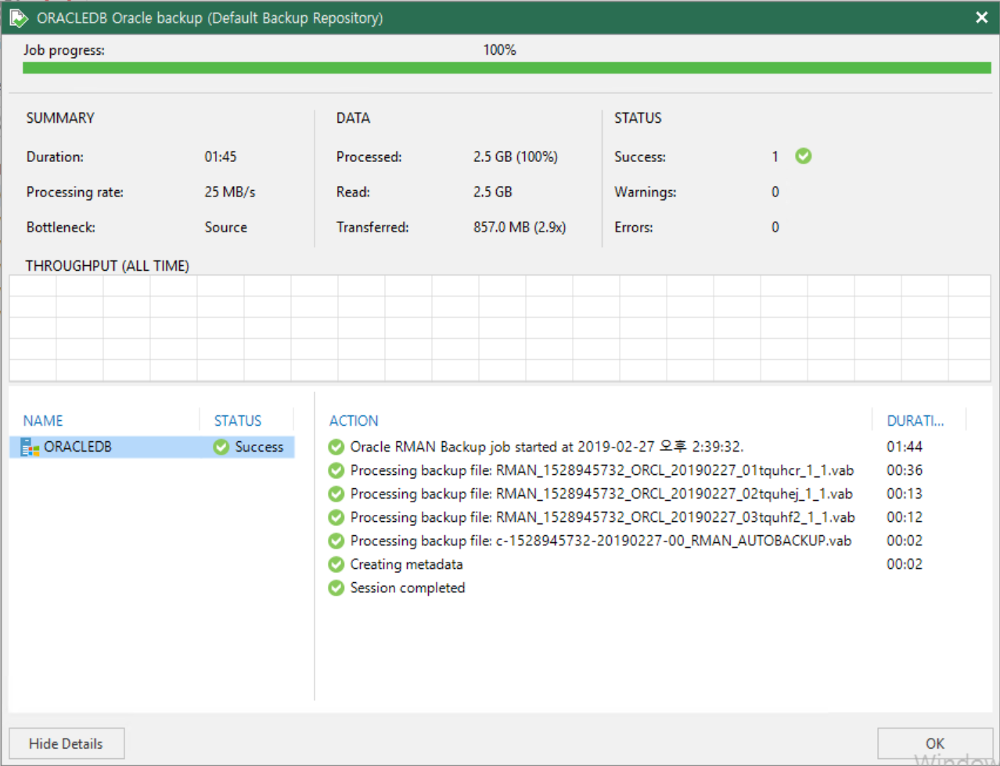 ORACLEDB Oracle backup (Default Backup Repository)
Job progress: 100%
SUMMARY DATA STATUS
Duration: 01:45 Processed: 2.5 GB (100%) Success: 1
Processing rate: 25 MB/s Read: 2.5 GB Warnings: 0
Bottleneck: Source Transferred: 857.0 MB (2.9x) Errors: 0
THROUGHPUT (ALL TIME)
NAME STATUS ACTION DURATI...
ORACLEDB Success Oracle RMAN Backup job started at 2019-02-27 오후 2:39:32. 01:44
Processing backup file: RMAN_1528945732_ORCL_20190227_01tquhcr_1_1.vab 00:36
Processing backup file: RMAN_1528945732_ORCL_20190227_02tquhej_1_1.vab 00:13
Processing backup file: RMAN_1528945732_ORCL_20190227_03tquhf2_1_1.vab 00:12
Processing backup file: c-1528945732-20190227-00_RMAN_AUTOBACKUP.vab 00:02
Creating metadata 00:02
Session completed
Hide Details OK